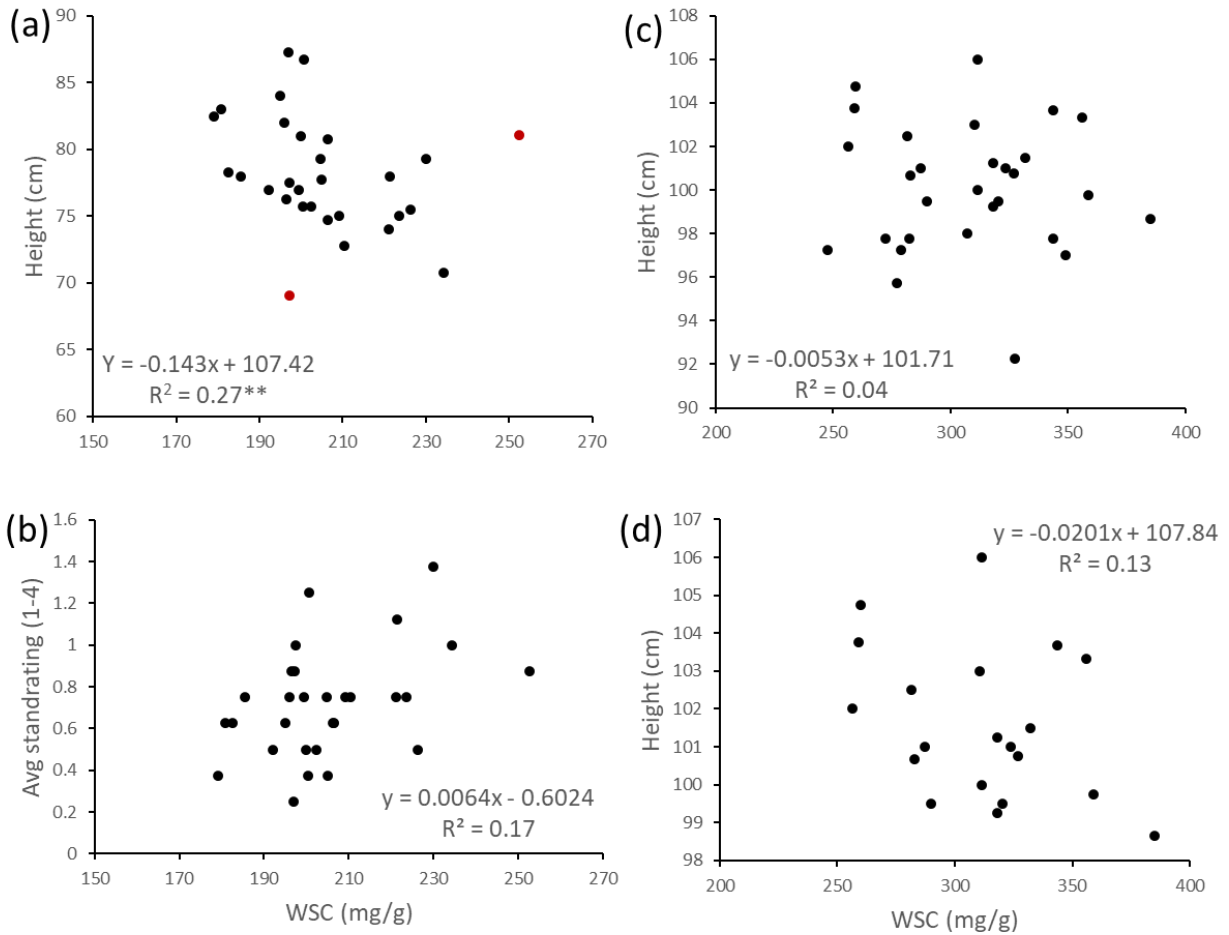 (a)
90
85
80
75
70
65
60
Height (cm)
Y = -0.143x + 107.42
R² = 0.27**
150 170 190 210 230 250 270
(c)
108
106
104
102
100
98
96
94
92
90
Height (cm)
y = -0.0053x + 101.71
R² = 0.04
200 250 300 350 400
(b)
1.6
1.4
1.2
1
0.8
0.6
0.4
0.2
0
Avg standrating (1-4)
y = 0.0064x - 0.6024
R² = 0.17
150 170 190 210 230 250 270
WSC (mg/g)
(d)
107
106
105
104
103
102
101
100
99
98
Height (cm)
y = -0.0201x + 107.84
R² = 0.13
200 250 300 350 400
WSC (mg/g)